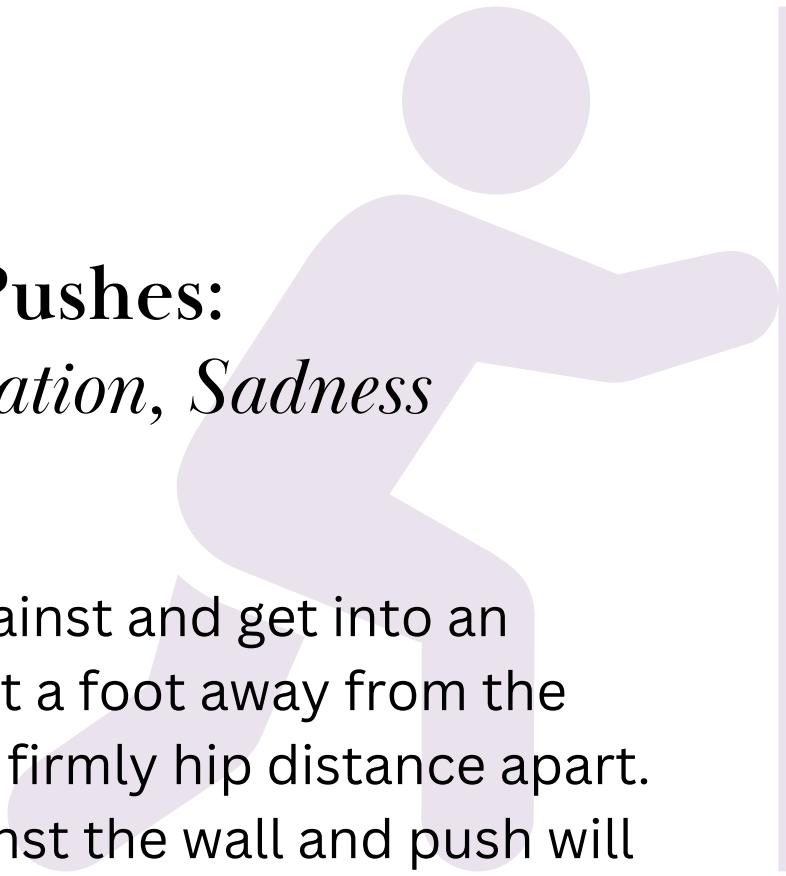 Pushes:
ation, Sadness
ainst and get into an
t a foot away from the
firmly hip distance apart.
nst the wall and push will